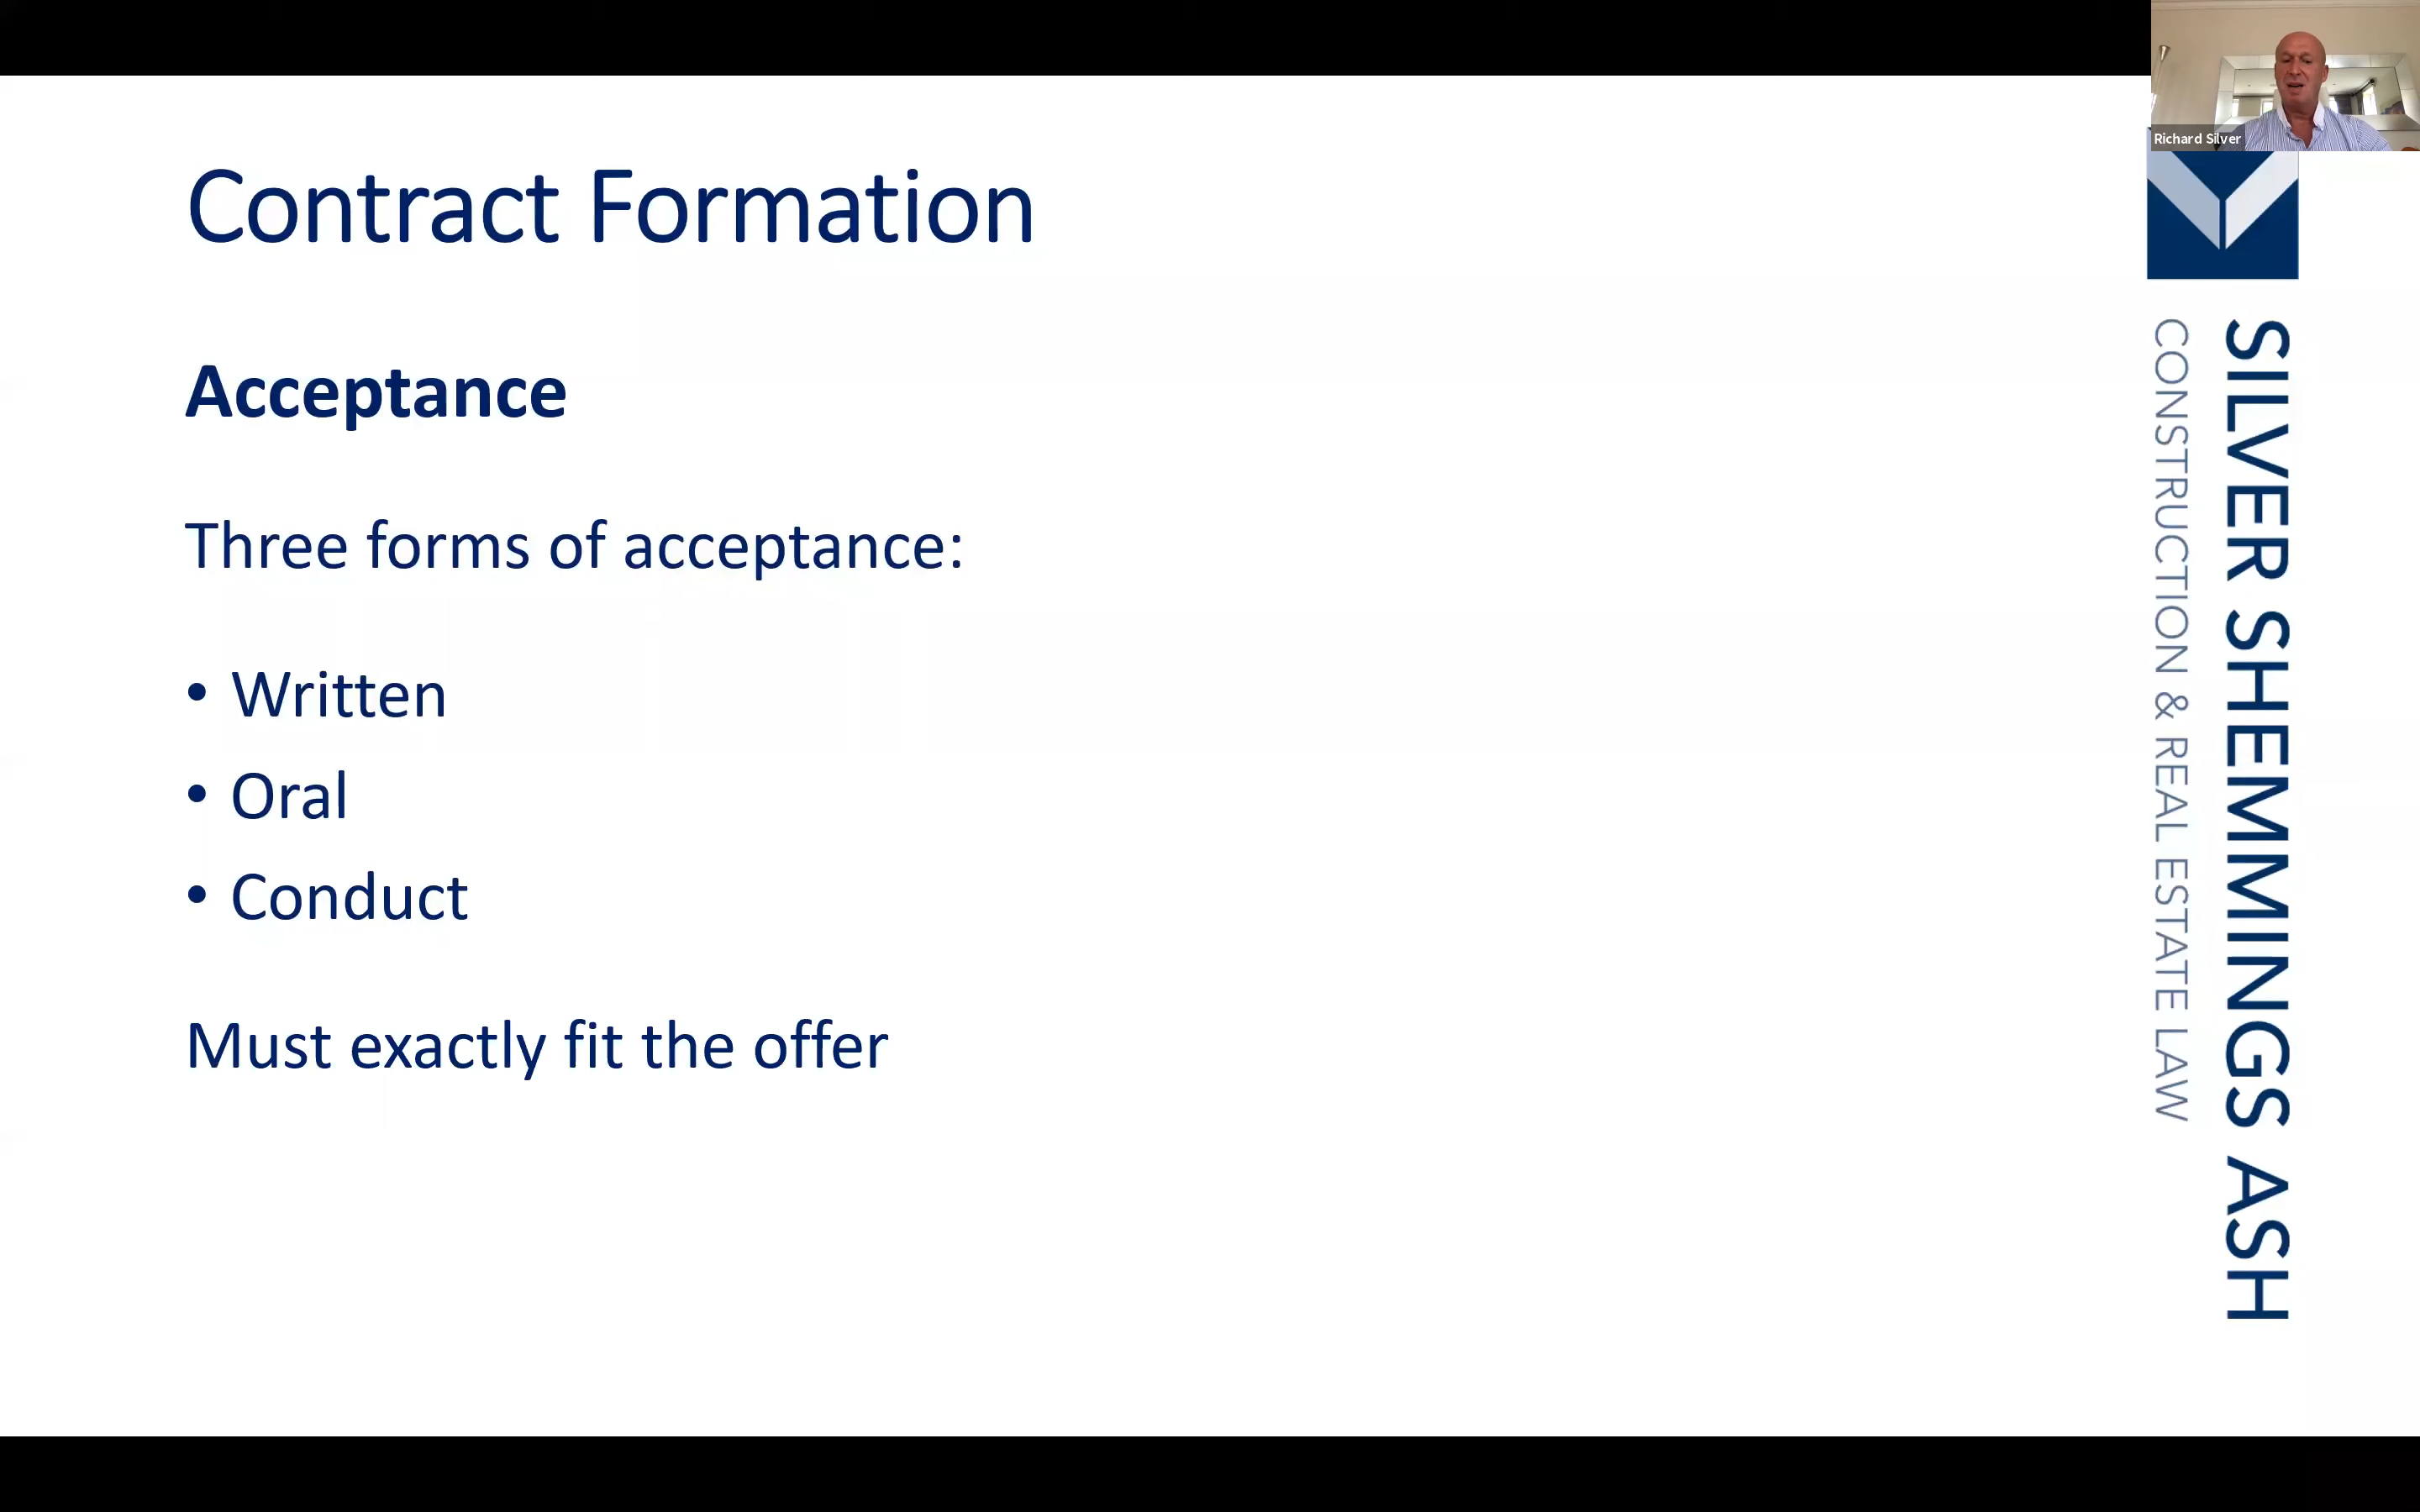 Richard Silver
Contract Formation
Acceptance
Three forms of acceptance:
• Written
• Oral
• Conduct
Must exactly fit the offer
SILVER SHEMMINGS ASH
CONSTRUCTION & REAL ESTATE LAW